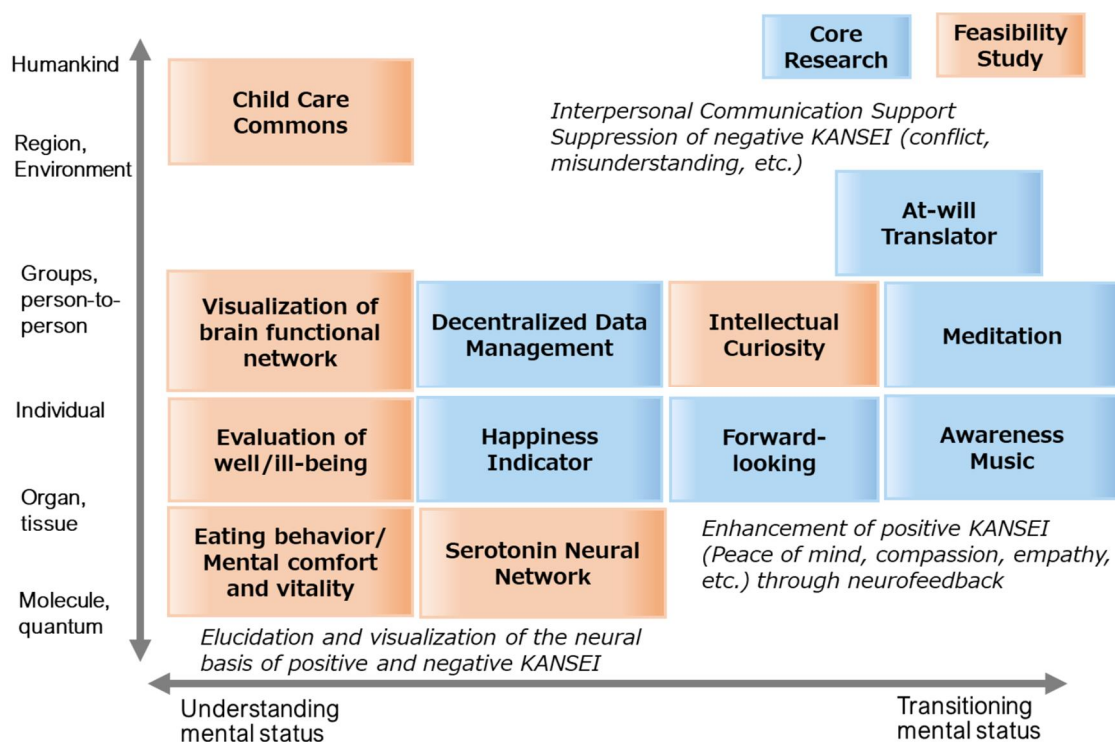 Core
Research
Feasibility
Study
Humankind
Region,
Environment
Groups,
person-to-
person
Individual
Organ,
tissue
Molecule,
quantum
Child Care
Commons
Interpersonal Communication Support
Suppression of negative KANSEI (conflict,
misunderstanding, etc.)
At-will
Translator
Visualization of
brain functional
network
Decentralized Data
Management
Intellectual
Curiosity
Meditation
Evaluation of
well/ill-being
Happiness
Indicator
Forward-
looking
Awareness
Music
Eating behavior/
Mental comfort
and vitality
Serotonin Neural
Network
Enhancement of positive KANSEI
(Peace of mind, compassion, empathy,
etc.) through neurofeedback
Elucidation and visualization of the neural
basis of positive and negative KANSEI
Understanding
mental status
Transitioning
mental status